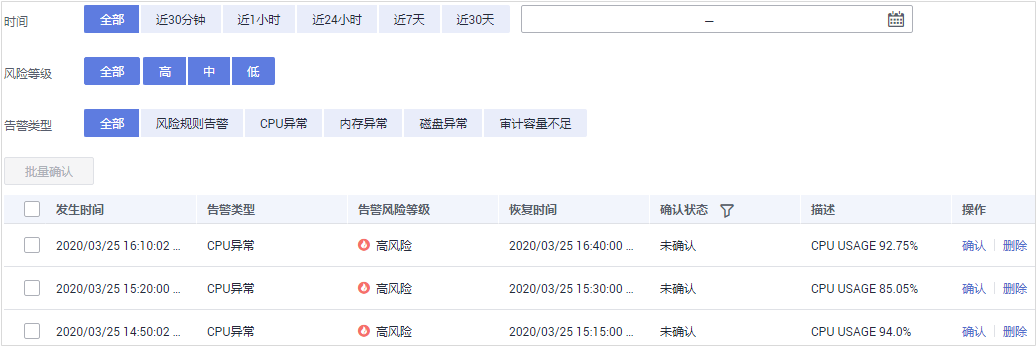 时间 全部 近30分钟 近1小时 近24小时 近7天 近30天 —
风险等级 全部 高 中 低
告警类型 全部 风险规则告警 CPU异常 内存异常 磁盘异常 审计容量不足
批量确认
发生时间 告警类型 告警风险等级 恢复时间 确认状态 描述 操作
2020/03/25 16:10:02 ... CPU异常 高风险 2020/03/25 16:40:00 ... 未确认 CPU USAGE 92.75% 确认 删除
2020/03/25 15:20:00 ... CPU异常 高风险 2020/03/25 15:30:00 ... 未确认 CPU USAGE 85.05% 确认 删除
2020/03/25 14:50:02 ... CPU异常 高风险 2020/03/25 15:15:00 ... 未确认 CPU USAGE 94.0% 确认 删除